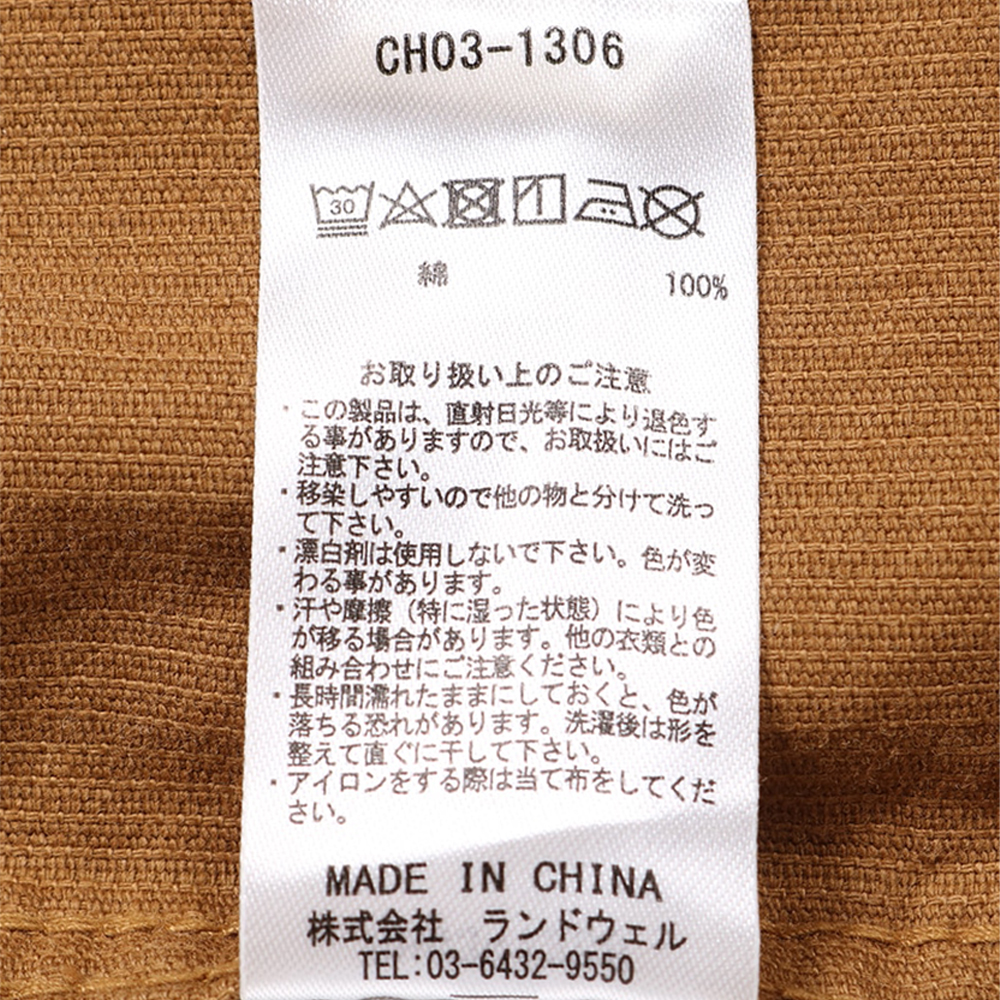 CH03-1306
30
綿 100%
お取り扱い上のご注意
・この製品は、直射日光等により退色す
る事がありますので、お取扱いにはご
注意下さい。
・移染しやすいので他の物と分けて洗っ
て下さい。
・漂白剤は使用しないで下さい。色が変
わる事があります。
・汗や摩擦（特に湿った状態）により色
が移る場合があります。他の衣類との
組み合わせにご注意ください。
・長時間濡れたままにしておくと、色が
落ちる恐れがあります。洗濯後は形を
整えて直ぐに干して下さい。
・アイロンをする際は当て布をしてくだ
さい。
MADE IN CHINA
株式会社 ランドウェル
TEL:03-6432-9550